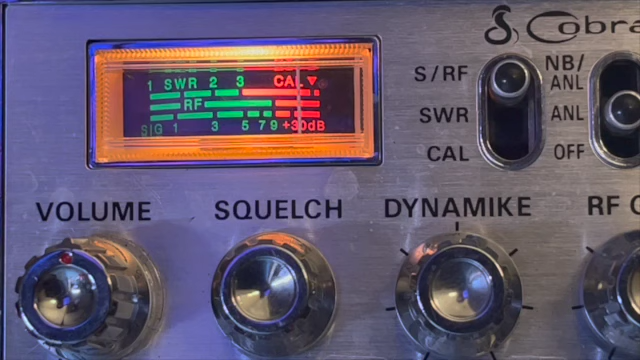 Cobra
S/RF
NB/
ANL
1 SWR 2 3 CAL
RF
SIG 1 3 5 7 9 +30dB
SWR
ANL
CAL
OFF
VOLUME
SQUELCH
DYNAMIKE
RF